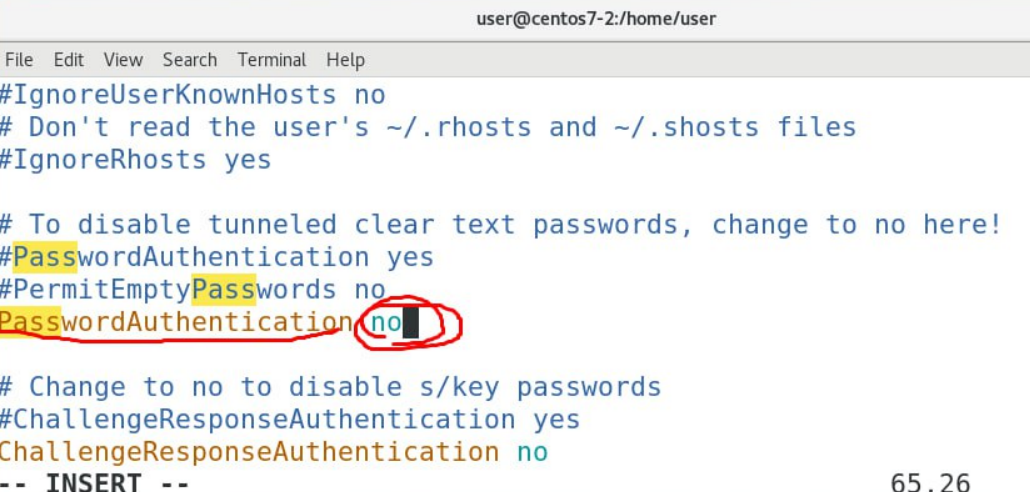 user@centos7-2:/home/user
File Edit View Search Terminal Help
#IgnoreUserKnownHosts no
# Don't read the user's ~/.rhosts and ~/.shosts files
#IgnoreRhosts yes
# To disable tunneled clear text passwords, change to no here!
#PasswordAuthentication yes
#PermitEmptyPasswords no
PasswordAuthentication no
# Change to no to disable s/key passwords
#ChallengeResponseAuthentication yes
ChallengeResponseAuthentication no
-- INSERT -- 65,26